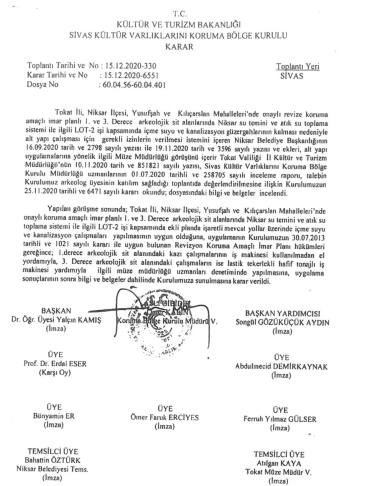 T.C.
KÜLTÜR VE TURİZM BAKANLIĞI
SİVAS KÜLTÜR VARLIKLARINI KORUMA BÖLGE KURULU
KARAR
Toplantı Tarihi ve No : 15.12.2020-330
Toplantı Yeri
Karar Tarihi ve No : 15.12.2020-6551
SİVAS
Dosya No : 60.04.56-60.04.401
Tokat İli, Niksar İlçesi, Yusufşah ve Kılıçarslan Mahalleleri'nde onaylı revize koruma
amaçlı imar planlı 1. ve 3. Derece arkeolojik sit alanlarında Niksar su temini ve atık su toplama
sistemi ile ilgili LOT-2 işi kapsamında içme suyu ve kanalizasyon güzergahlarının kalması nedeniyle
alt yapı çalışması için gerekli izinlerin verilmesi istemini içeren Niksar Belediye Başkanlığının
16.09.2020 tarih ve 2798 sayılı yazısı ile 19.11.2020 tarih ve 3596 sayılı yazısı ve ekleri, alt yapı
uygulamalarına yönelik ilgili Müze Müdürlüğü görüşünü içerir Tokat Valiliği İl Kültür ve Turizm
Müdürlüğü'nün 10.11.2020 tarih ve 851821 sayılı yazısı, Sivas Kültür Varlıklarını Koruma Bölge
Kurulu Müdürlüğü uzmanlarının 01.07.2020 tarihli ve 258705 sayılı inceleme raporu, talebin
Kurulumuz arkeolog üyesinin katılım sağladığı toplantıda değerlendirilmesine ilişkin Kurulumuzun
25.11.2020 tarihli ve 6471 sayılı kararı okundu; dosyasındaki bilgi ve belgeler incelendi.
Yapılan görüşme sonunda; Tokat İli, Niksar İlçesi, Yusufşah ve Kılıçarslan Mahalleleri'nde
onaylı koruma amaçlı imar planlı 1. ve 3. Derece arkeolojik sit alanlarında Niksar su temini ve atık su
toplama sistemi ile ilgili LOT-2 işi kapsamında ekli planda işaretli mevcut yollar üzerinde içme suyu
ve kanalizasyon çalışmaları yapılmasının uygun olduğuna, uygulamanın Kurulumuzun 30.07.2013
tarihli ve 1021 sayılı kararı ile uygun bulunan Revizyon Koruma Amaçlı İmar Planı hükümleri
gereğince; 1. derece arkeolojik sit alanındaki kazı çalışmalarının iş makinesi kullanılmadan el
yordamıyla, 3. Derece arkeolojik sit alanındaki çalışmaların ise lastik tekerlekli hafif tonajlı iş
makinesi yardımıyla ilgili müze müdürlüğü uzmanları denetiminde yapılmasına, uygulama
sonuçlarının sonra bilgi ve belgeler dahilinde Kurulumuza sunulmasına karar verildi.
BAŞKAN
Dr. Öğr. Üyesi Yalçın KAMIŞ
(İmza)
Koruma Bölge Kurulu Müdürü V.
BAŞKAN YARDIMCISI
Songül GÖZÜKÜÇÜK AYDIN
(İmza)
ÜYE
Prof. Dr. Erdal ESER
(Karşı Oy)
ÜYE
Abdulmecid DEMİRKAYNAK
(İmza)
ÜYE
Bünyamin ER
(İmza)
ÜYE
Ömer Faruk ERCİYES
(İmza)
ÜYE
Ferruh Yılmaz GÜLSER
(İmza)
TEMSİLCİ ÜYE
Bahattin ÖZTÜRK
Niksar Belediyesi Tems.
(İmza)
TEMSİLCİ ÜYE
Atılgan KAYA
Tokat Müze Müdür V.
(İmza)